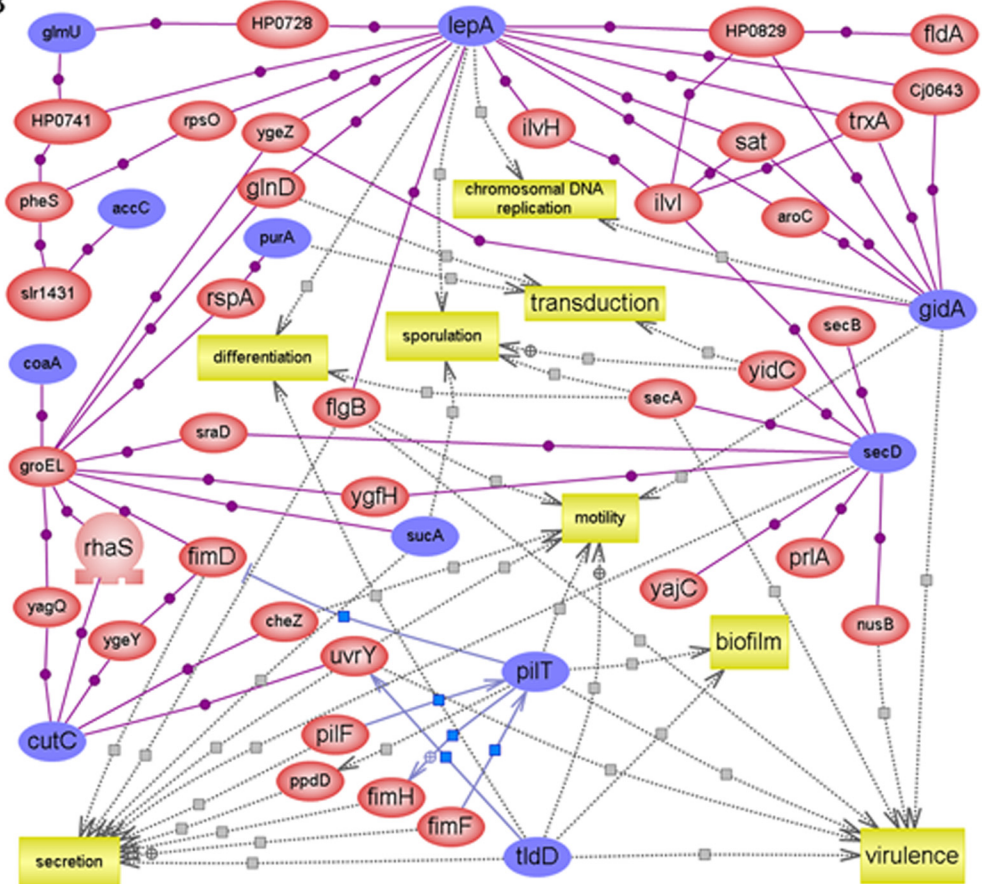 glmU
HP0728
lepA
HP0829
fldA
Cj0643
HP0741
rpsO
ygeZ
ilvH
sat
trxA
pheS
accC
glnD
chromosomal DNA
replication
ilvI
aroC
purA
slr1431
rspA
transduction
gidA
secB
sporulation
differentiation
coaA
yidC
flgB
secA
sraD
secD
groEL
ygfH
motility
sucA
rhaS
fimD
prlA
yajC
yagQ
cheZ
nusB
ygeY
biofilm
uvrY
pilT
cutC
pilF
ppdD
fimH
fimF
secretion
tldD
virulence